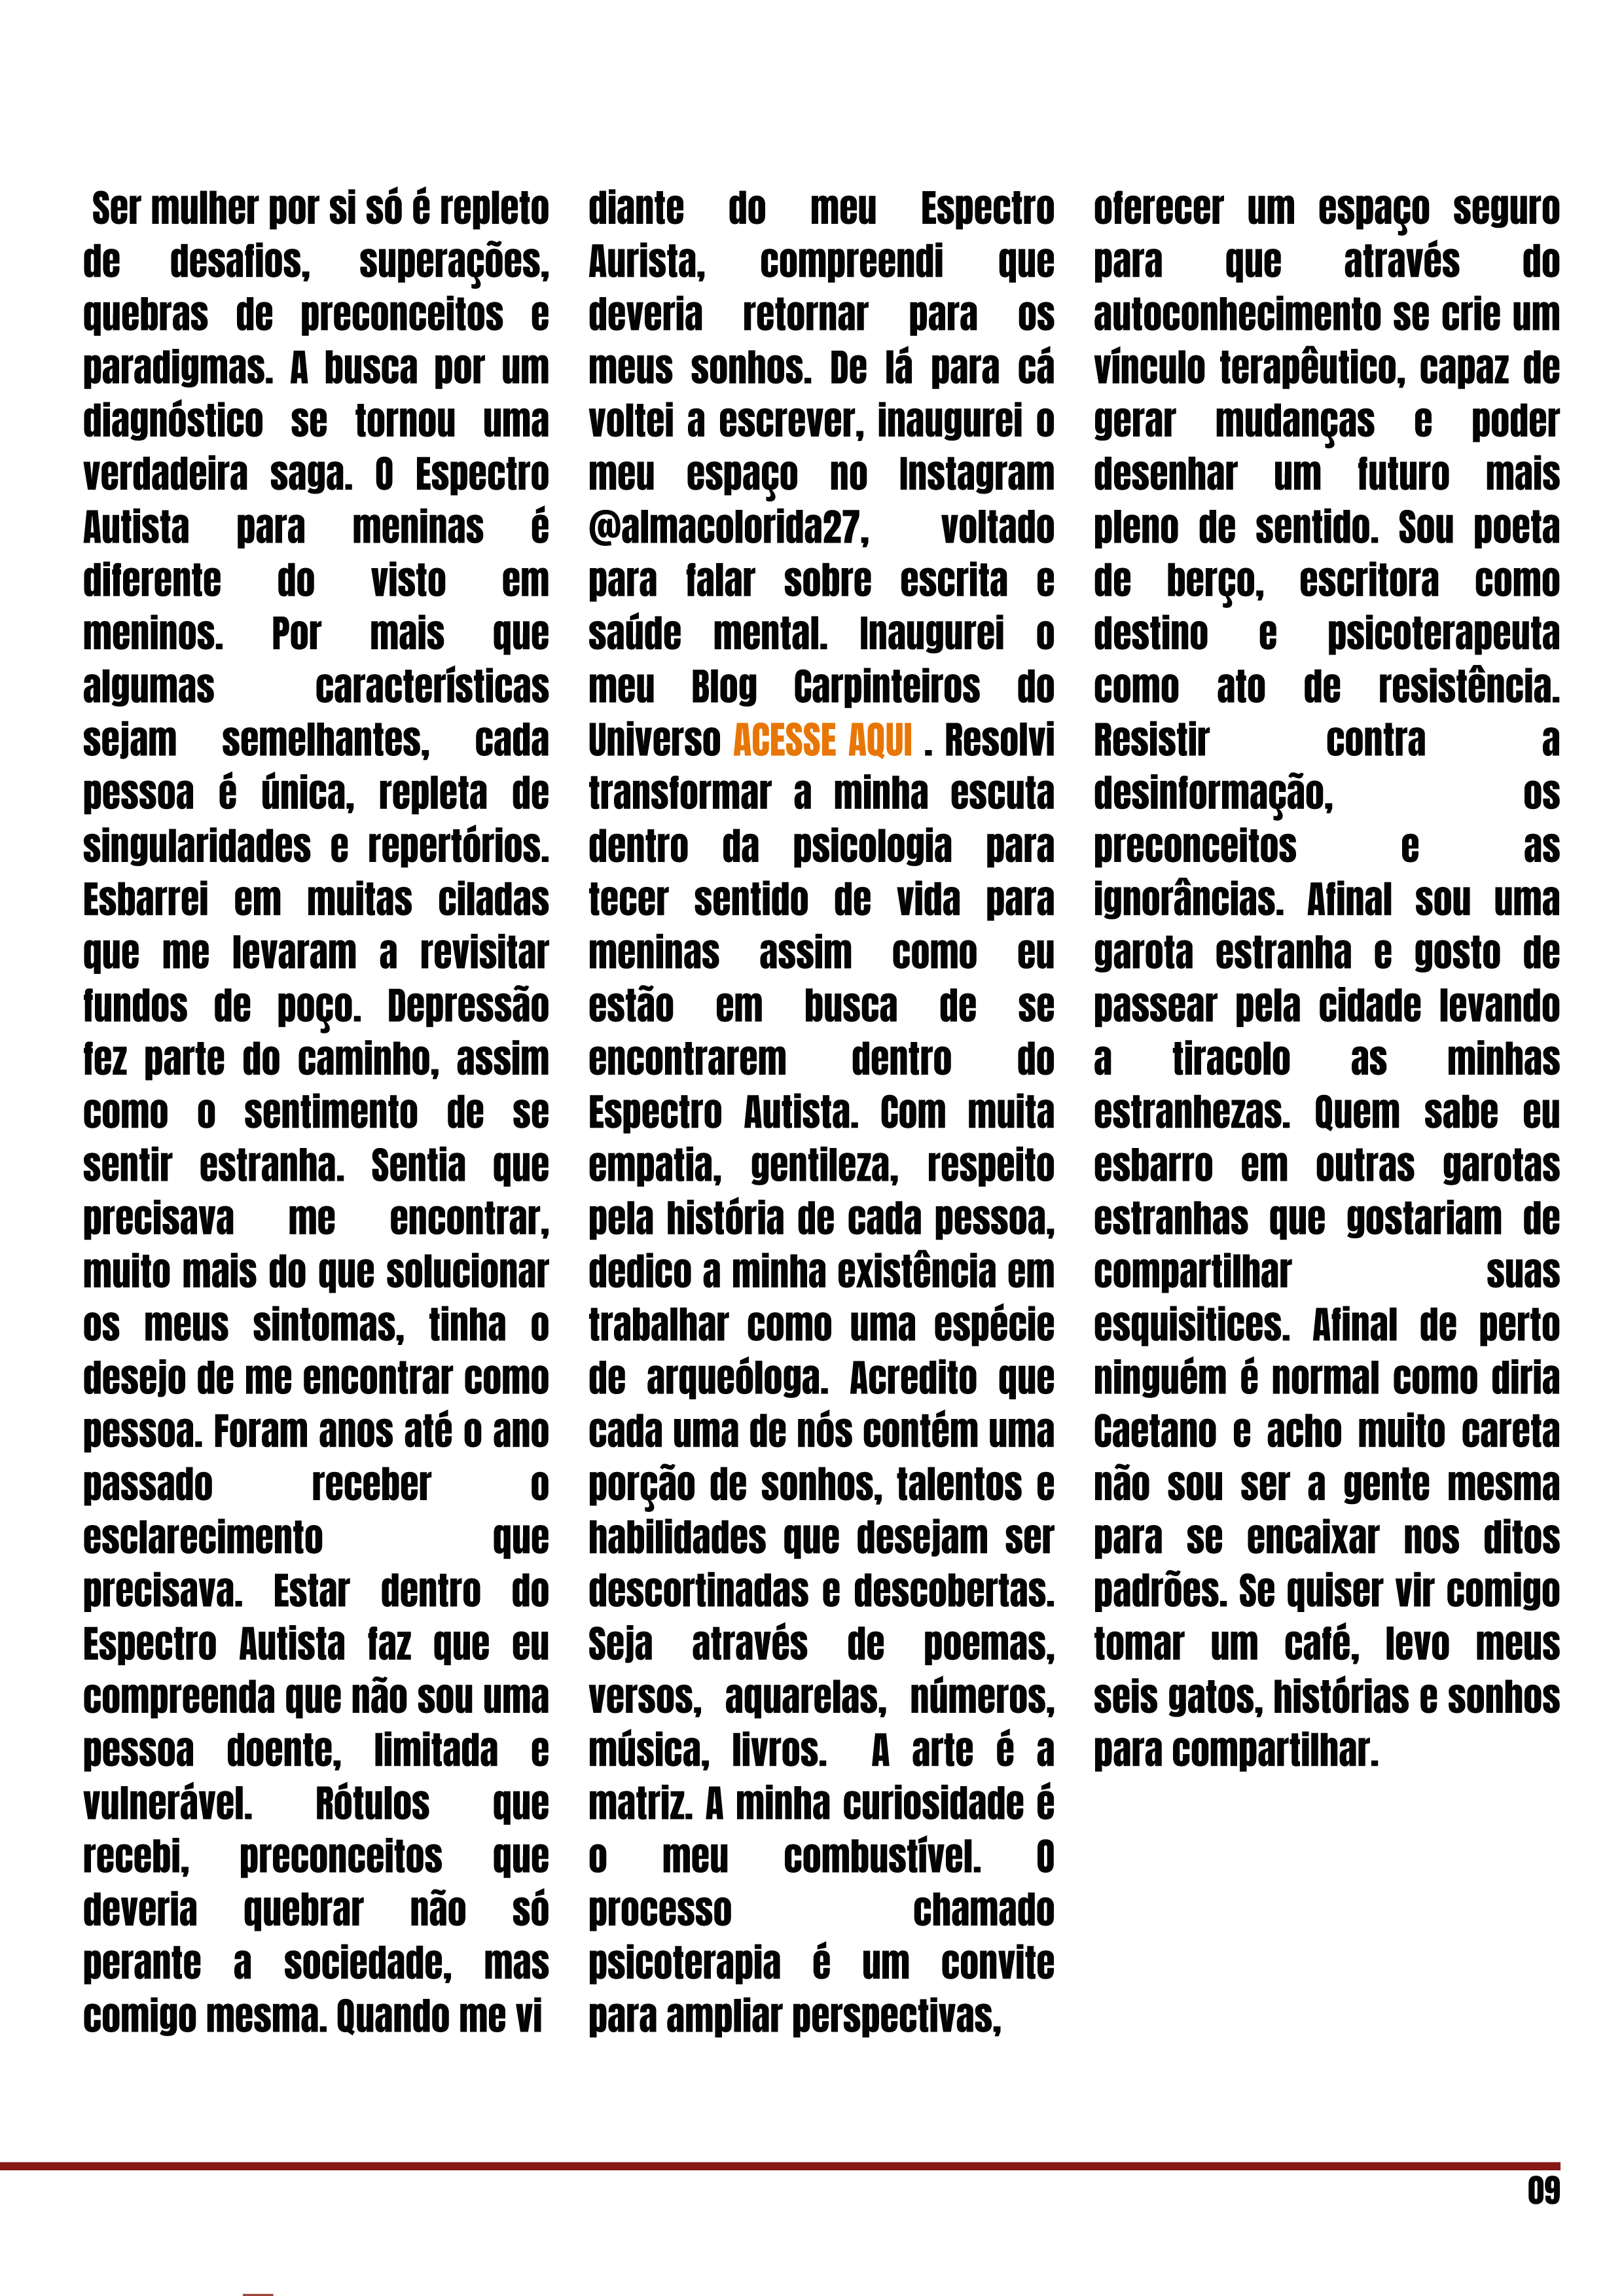 Ser mulher por si só é repleto
de desafios, superações,
quebras de preconceitos e
paradigmas. A busca por um
diagnóstico se tornou uma
verdadeira saga. O Espectro
Autista para meninas é
diferente do visto em
meninos. Por mais que
algumas características
sejam semelhantes, cada
pessoa é única, repleta de
singularidades e repertórios.
Esbarrei em muitas ciladas
que me levaram a revisitar
fundos de poço. Depressão
fez parte do caminho, assim
como o sentimento de se
sentir estranha. Sentia que
precisava me encontrar,
muito mais do que solucionar
os meus sintomas, tinha o
desejo de me encontrar como
pessoa. Foram anos até o ano
passado receber o
esclarecimento que
precisava. Estar dentro do
Espectro Autista faz que eu
compreenda que não sou uma
pessoa doente, limitada e
vulnerável. Rótulos que
recebi, preconceitos que
deveria quebrar não só
perante a sociedade, mas
comigo mesma. Quando me vi
diante do meu Espectro
Aurista, compreendi que
deveria retornar para os
meus sonhos. De lá para cá
voltei a escrever, inaugurei o
meu espaço no Instagram
@almacolorida27, voltado
para falar sobre escrita e
saúde mental. Inaugurei o
meu Blog Carpinteiros do
Universo ACESSE AQUI . Resolvi
transformar a minha escuta
dentro da psicologia para
tecer sentido de vida para
meninas assim como eu
estão em busca de se
encontrarem dentro do
Espectro Autista. Com muita
empatia, gentileza, respeito
pela história de cada pessoa,
dedico a minha existência em
trabalhar como uma espécie
de arqueóloga. Acredito que
cada uma de nós contém uma
porção de sonhos, talentos e
habilidades que desejam ser
descortinadas e descobertas.
Seja através de poemas,
versos, aquarelas, números,
música, livros. A arte é a
matriz. A minha curiosidade é
o meu combustível. O
processo chamado
psicoterapia é um convite
para ampliar perspectivas,
oferecer um espaço seguro
para que através do
autoconhecimento se crie um
vínculo terapêutico, capaz de
gerar mudanças e poder
desenhar um futuro mais
pleno de sentido. Sou poeta
de berço, escritora como
destino e psicoterapeuta
como ato de resistência.
Resistir contra a
desinformação, os
preconceitos e as
ignorâncias. Afinal sou uma
garota estranha e gosto de
passear pela cidade levando
a tiracolo as minhas
estranhezas. Quem sabe eu
esbarro em outras garotas
estranhas que gostariam de
compartilhar suas
esquisitices. Afinal de perto
ninguém é normal como diria
Caetano e acho muito careta
não sou ser a gente mesma
para se encaixar nos ditos
padrões. Se quiser vir comigo
tomar um café, levo meus
seis gatos, histórias e sonhos
para compartilhar.
09